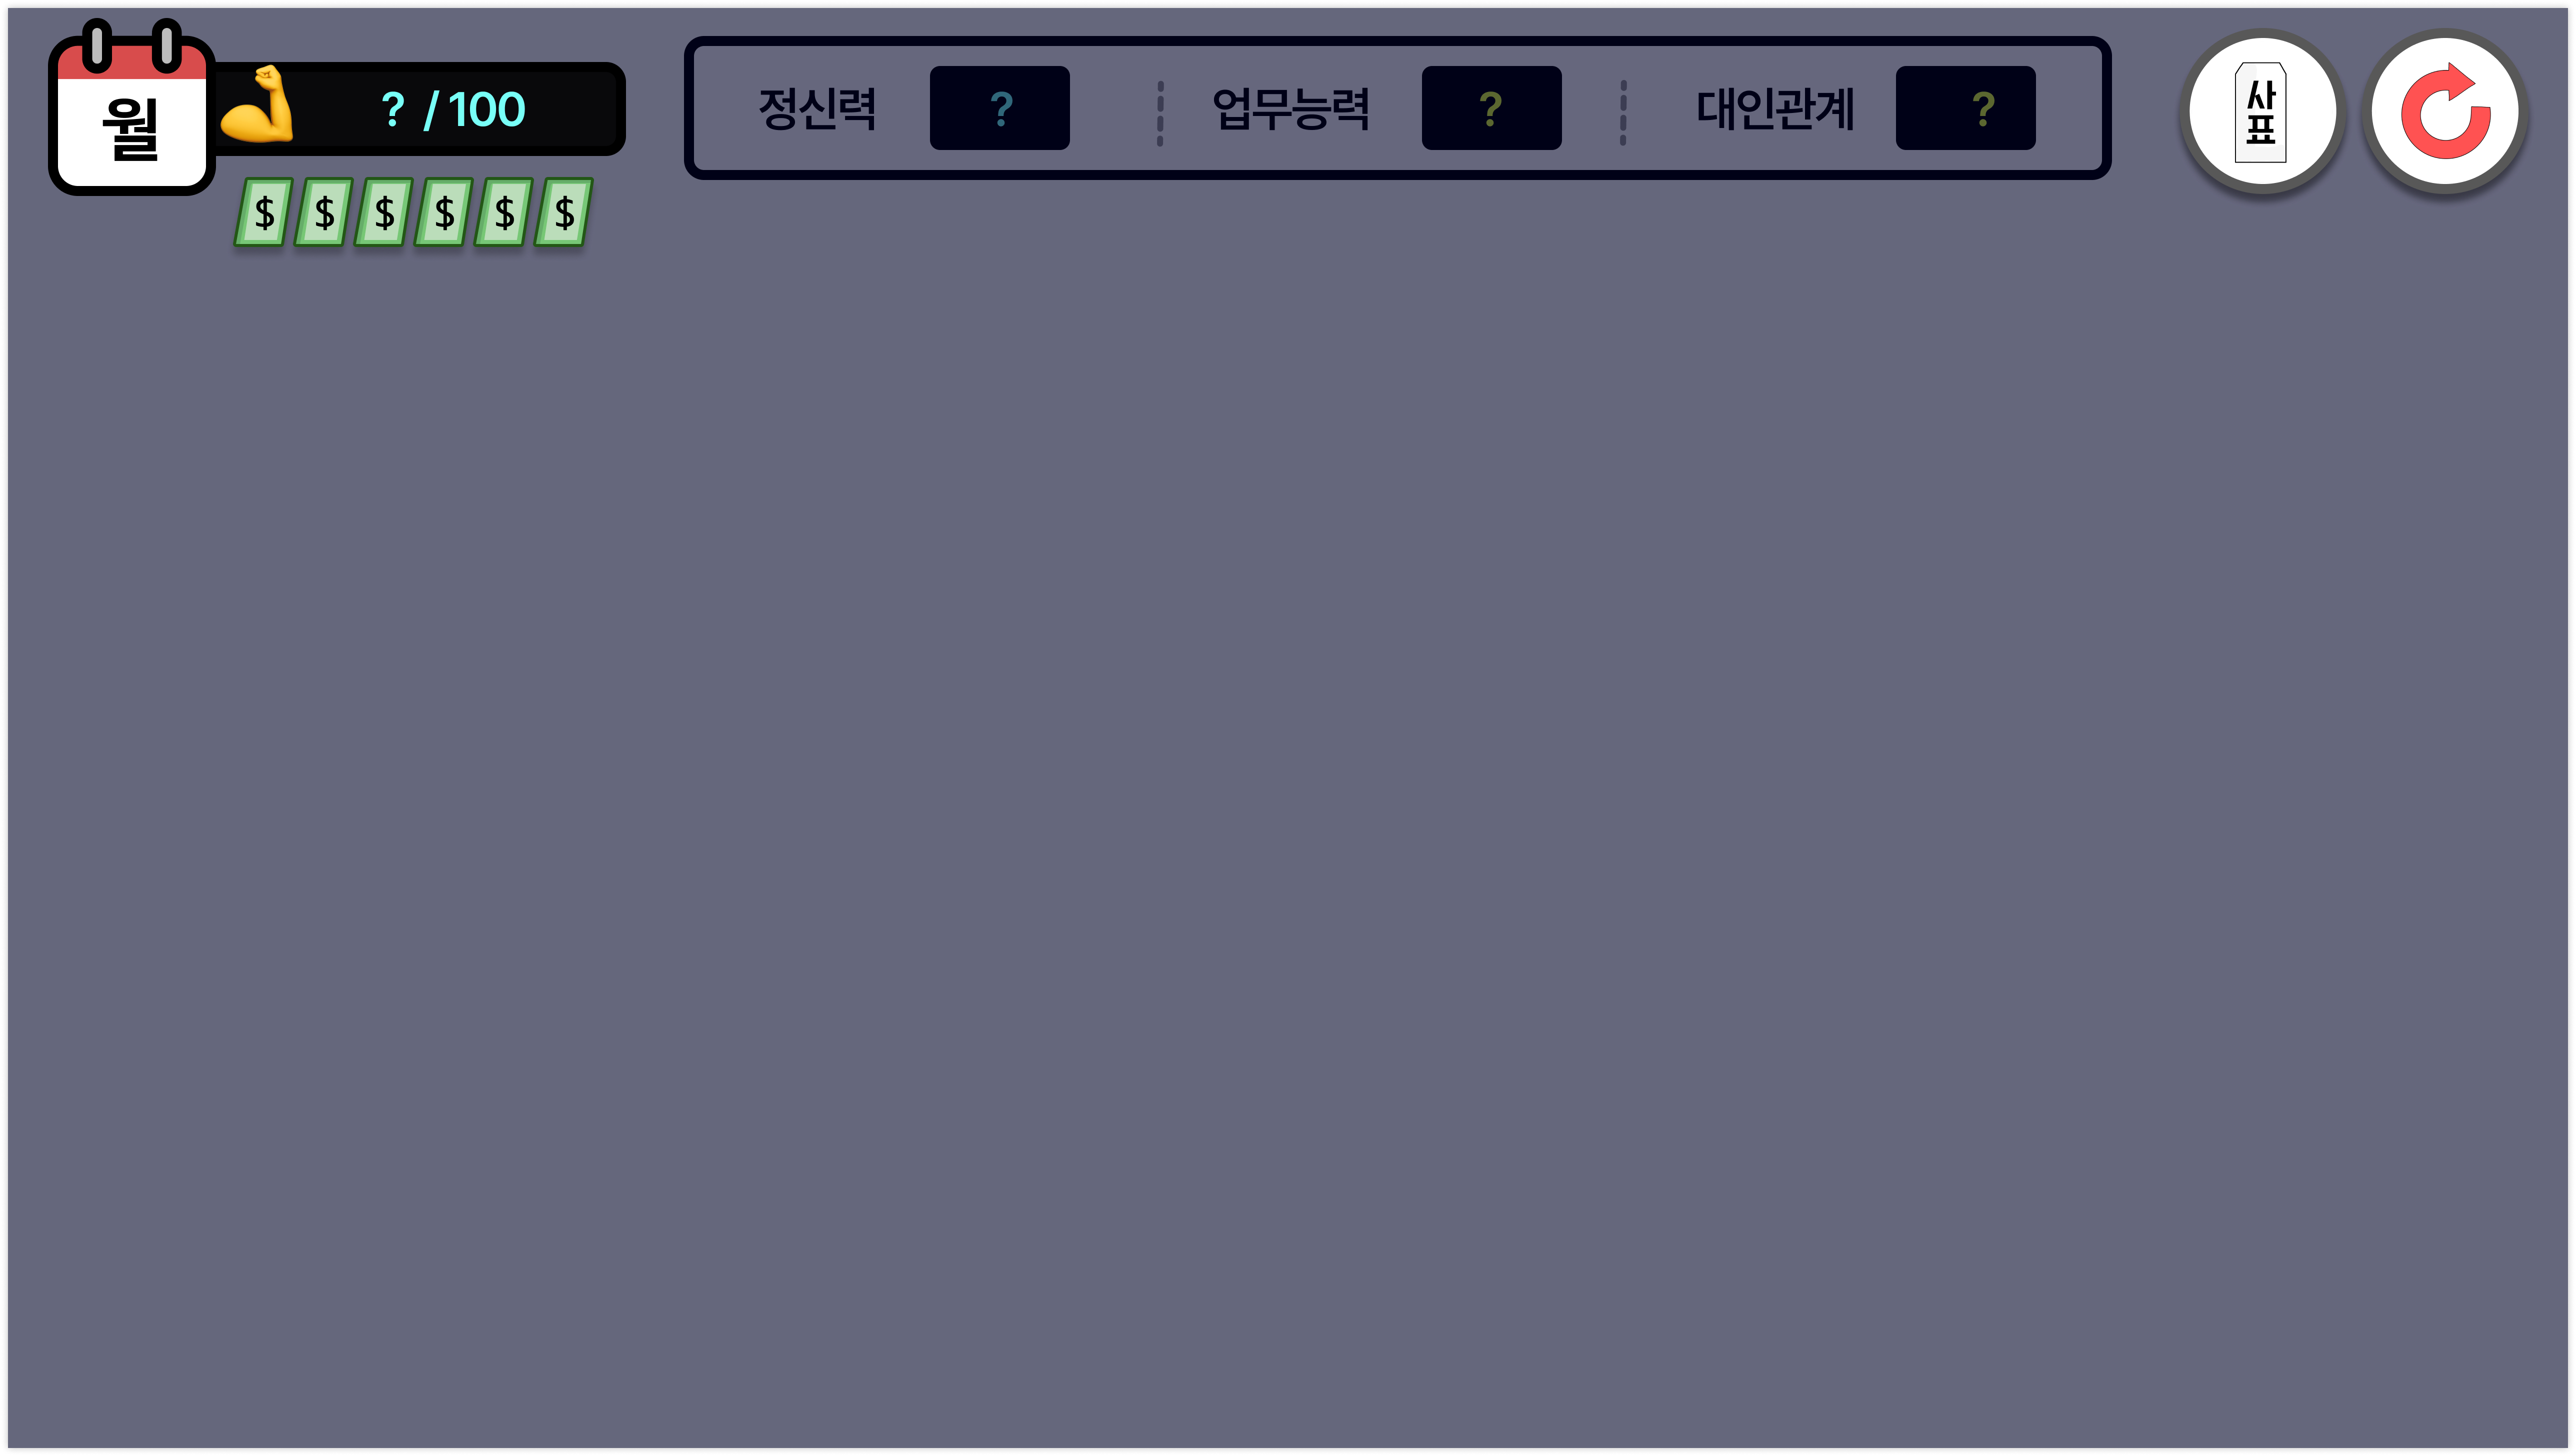 월
? / 100
정신력 ?
업무능력 ?
대인관계 ?
사
표
$ $ $ $ $ $